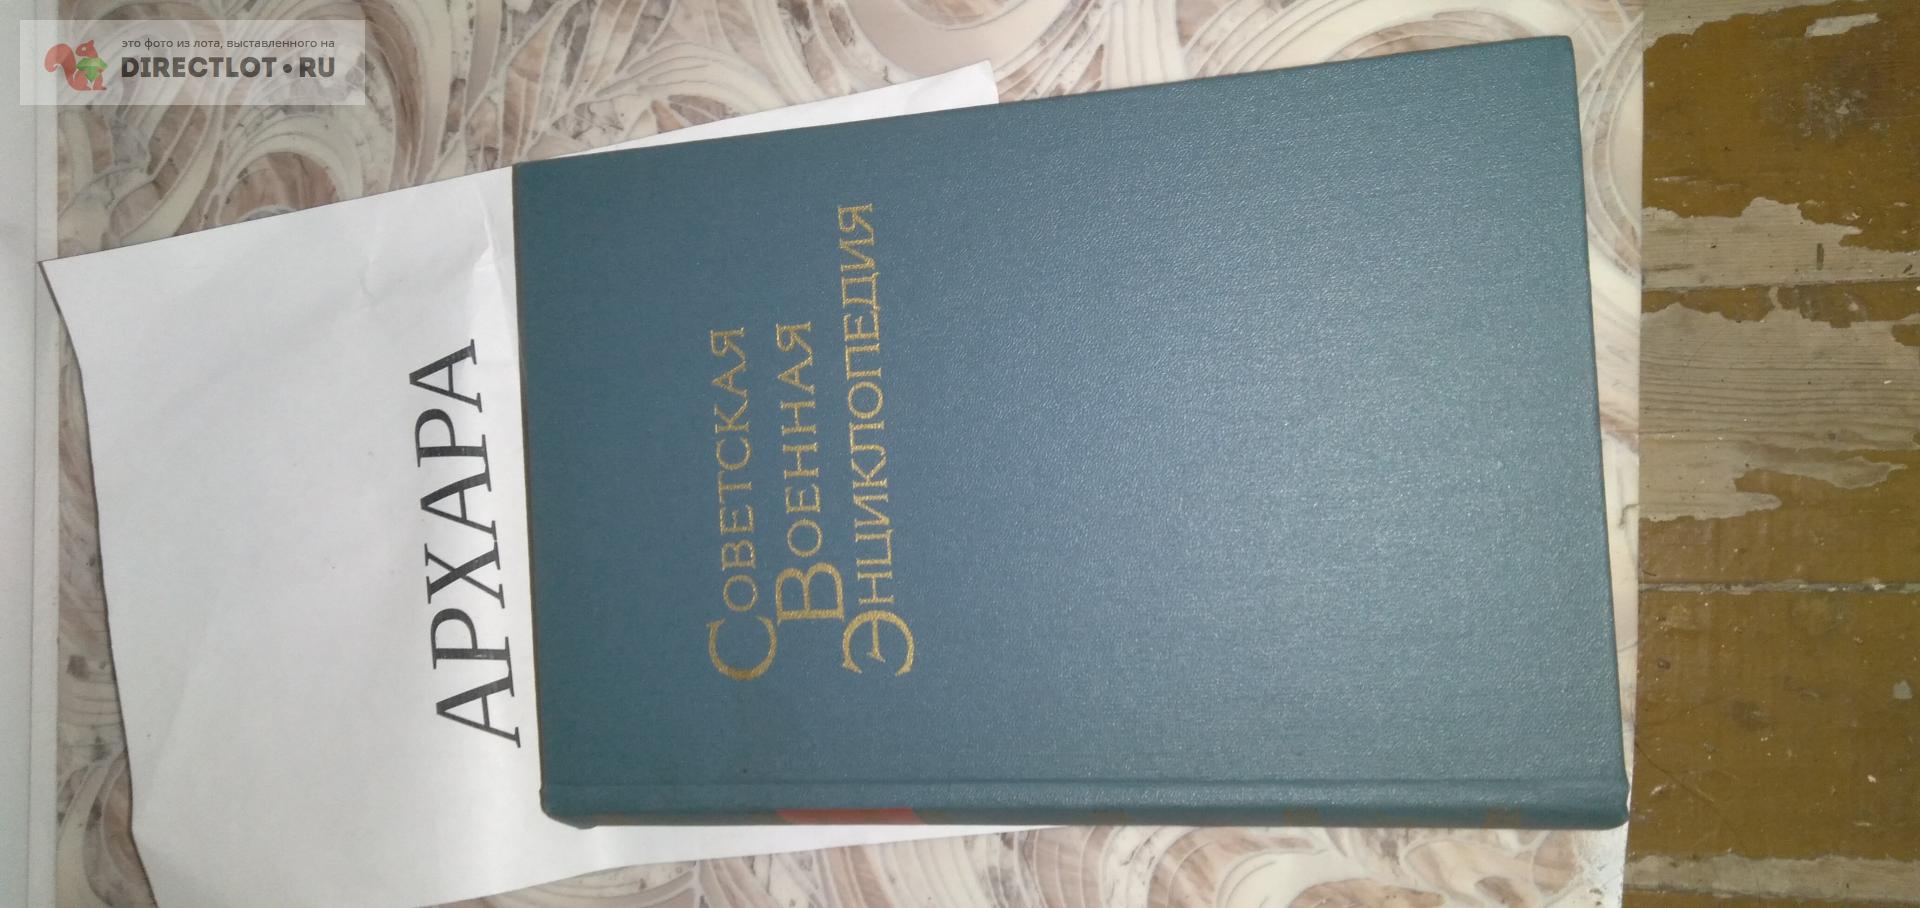 это фото из лота, выставленного на
DIRECTLOT•RU
АРХАРА
СОВЕТСКАЯ
ВОЕННАЯ
ЭНЦИКЛОПЕДИЯ